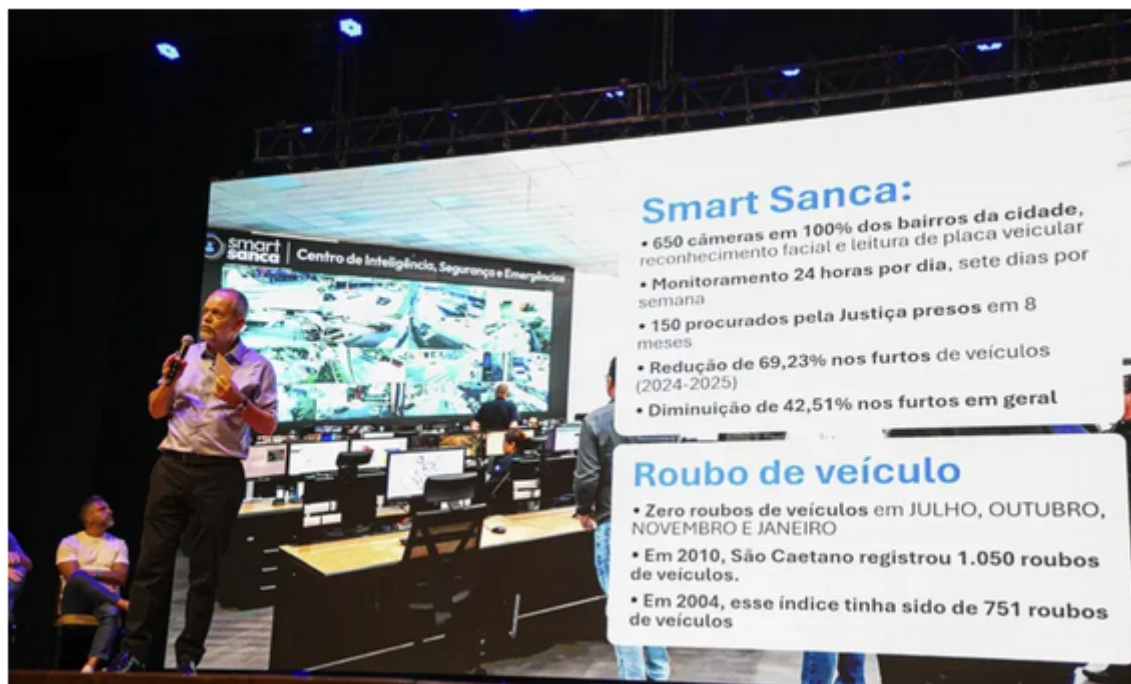 smart
sanca
Centro de Inteligência, Segurança e Emergências
Smart Sanca:
• 650 câmeras em 100% dos bairros da cidade,
reconhecimento facial e leitura de placa veicular
• Monitoramento 24 horas por dia, sete dias por
semana
• 150 procurados pela Justiça presos em 8
meses
• Redução de 69,23% nos furtos de veículos
(2024-2025)
• Diminuição de 42,51% nos furtos em geral
Roubo de veículo
• Zero roubos de veículos em JULHO, OUTUBRO,
NOVEMBRO E JANEIRO
• Em 2010, São Caetano registrou 1.050 roubos
de veículos.
• Em 2004, esse índice tinha sido de 751 roubos
de veículos